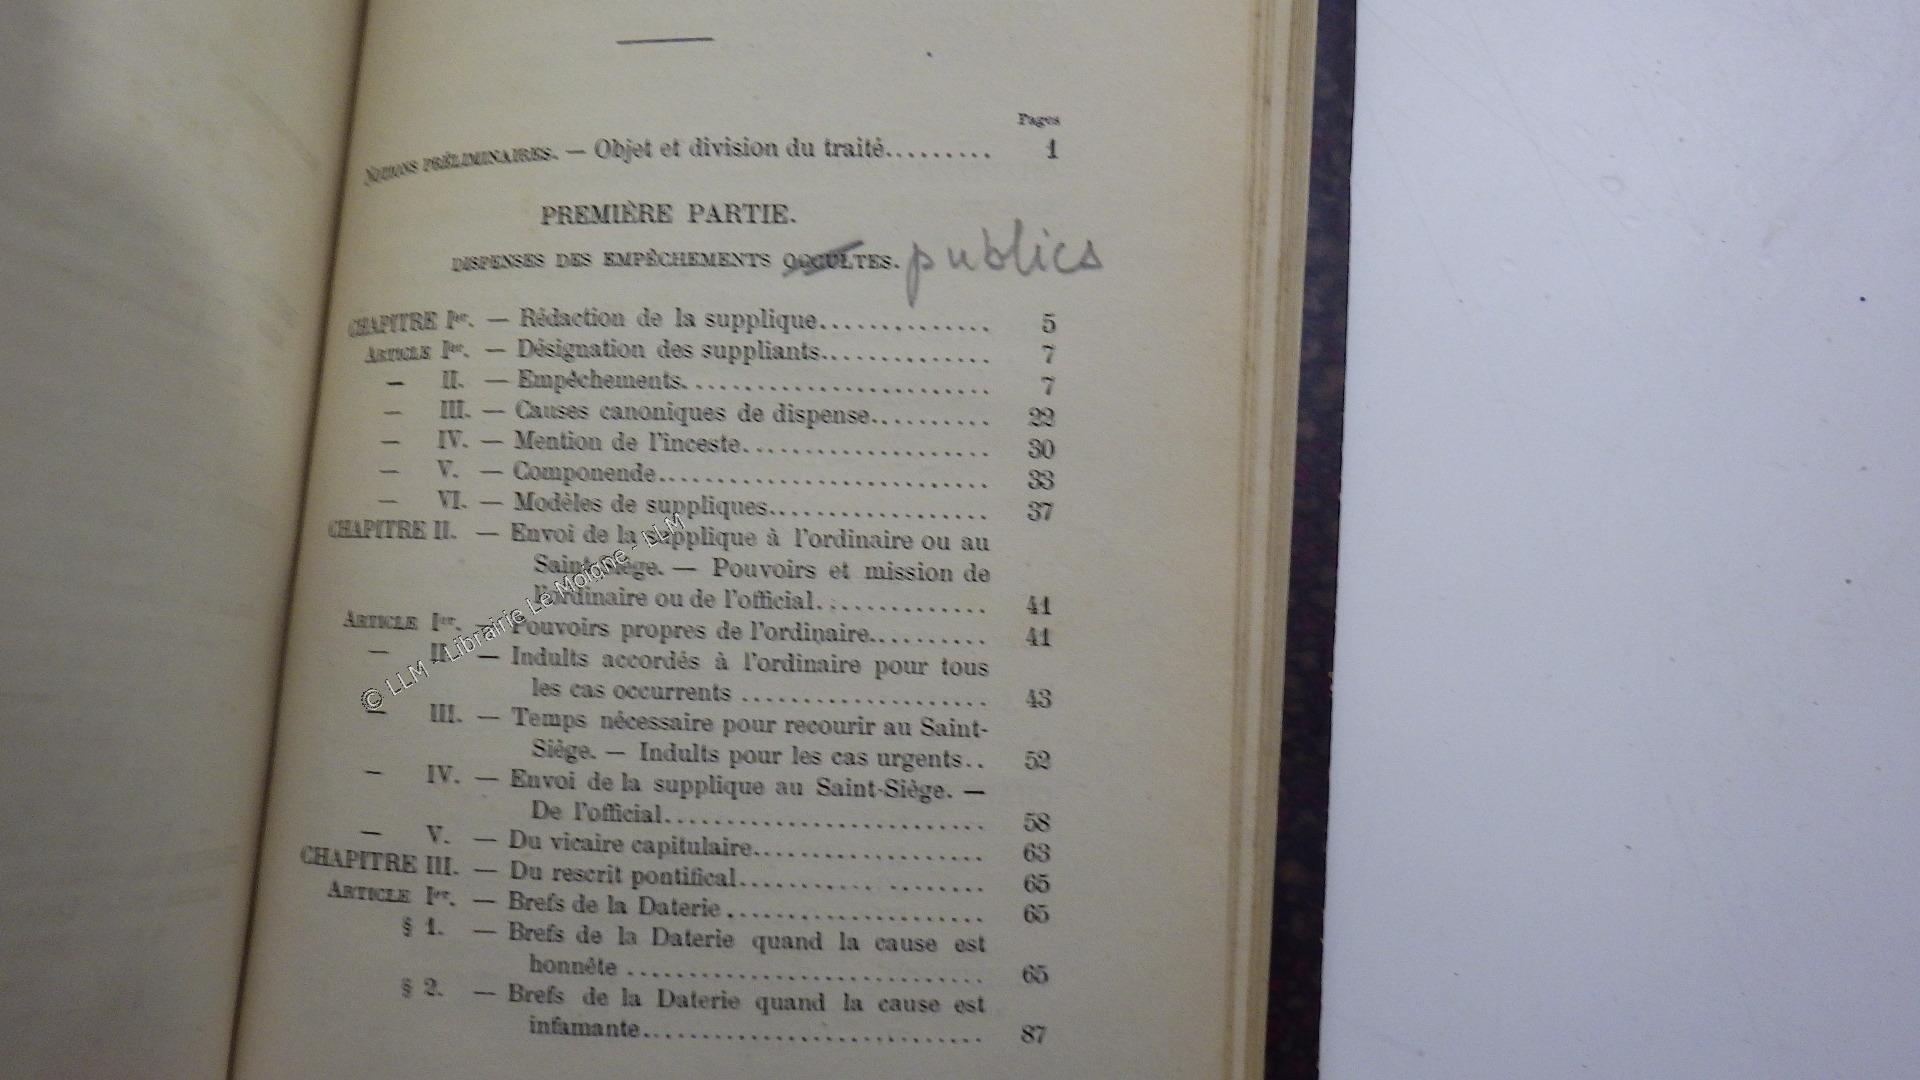 Pages
NOTIONS PRÉLIMINAIRES. — Objet et division du traité......... 1
PREMIÈRE PARTIE.
DISPENSES DES EMPÊCHEMENTS OCCULTES. publics
CHAPITRE Ier. — Rédaction de la supplique.............. 5
ARTICLE Ier. — Désignation des suppliants.............. 7
— II. — Empêchements......................... 7
— III. — Causes canoniques de dispense.......... 22
— IV. — Mention de l'inceste.................... 30
— V. — Componende........................... 33
— VI. — Modèles de suppliques.................. 37
CHAPITRE II. — Envoi de la supplique à l'ordinaire ou au
Saint-Siège. — Pouvoirs et mission de
l'ordinaire ou de l'official.............. 41
ARTICLE Ier. — Pouvoirs propres de l'ordinaire.......... 41
— II. — Indults accordés à l'ordinaire pour tous
les cas occurrents .................... 43
— III. — Temps nécessaire pour recourir au Saint-
Siège. — Indults pour les cas urgents.. 52
— IV. — Envoi de la supplique au Saint-Siège. —
De l'official.......................... 58
— V. — Du vicaire capitulaire................... 63
CHAPITRE III. — Du rescrit pontifical........... ........ 65
ARTICLE Ier. — Brefs de la Daterie ..................... 65
§ 1. — Brefs de la Daterie quand la cause est
honnête ............................. 65
§ 2. — Brefs de la Daterie quand la cause est
infamante............................ 87
© LLM - Librairie Le Moigne - LLM